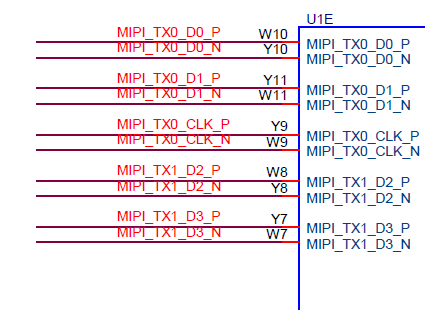 U1E
MIPI_TX0_D0_P W10 MIPI_TX0_D0_P
MIPI_TX0_D0_N Y10 MIPI_TX0_D0_N
MIPI_TX0_D1_P Y11 MIPI_TX0_D1_P
MIPI_TX0_D1_N W11 MIPI_TX0_D1_N
MIPI_TX0_CLK_P Y9 MIPI_TX0_CLK_P
MIPI_TX0_CLK_N W9 MIPI_TX0_CLK_N
MIPI_TX1_D2_P W8 MIPI_TX1_D2_P
MIPI_TX1_D2_N Y8 MIPI_TX1_D2_N
MIPI_TX1_D3_P Y7 MIPI_TX1_D3_P
MIPI_TX1_D3_N W7 MIPI_TX1_D3_N